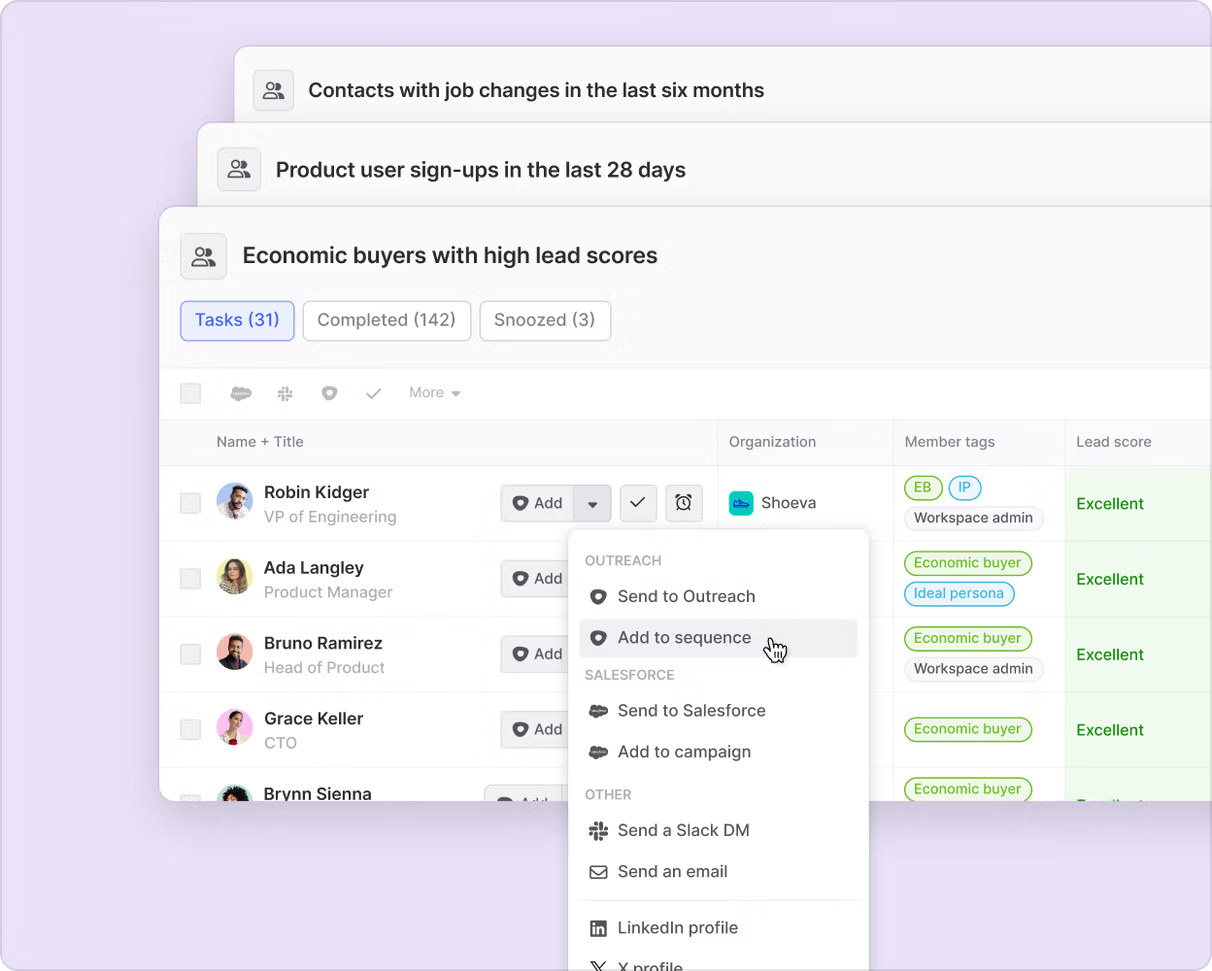 Contacts with job changes in the last six months
Product user sign-ups in the last 28 days
Economic buyers with high lead scores
Tasks (31) Completed (142) Snoozed (3)
More
Name + Title Organization Member tags Lead score
Robin Kidger
VP of Engineering
Add
Shoeva
EB IP
Workspace admin
Excellent
Ada Langley
Product Manager
Add
Economic buyer
Ideal persona
Excellent
Bruno Ramirez
Head of Product
Add
Economic buyer
Workspace admin
Excellent
Grace Keller
CTO
Add
Economic buyer
Excellent
Brynn Sienna
Add
Economic buyer
OUTREACH
Send to Outreach
Add to sequence
SALESFORCE
Send to Salesforce
Add to campaign
OTHER
Send a Slack DM
Send an email
LinkedIn profile
X profile